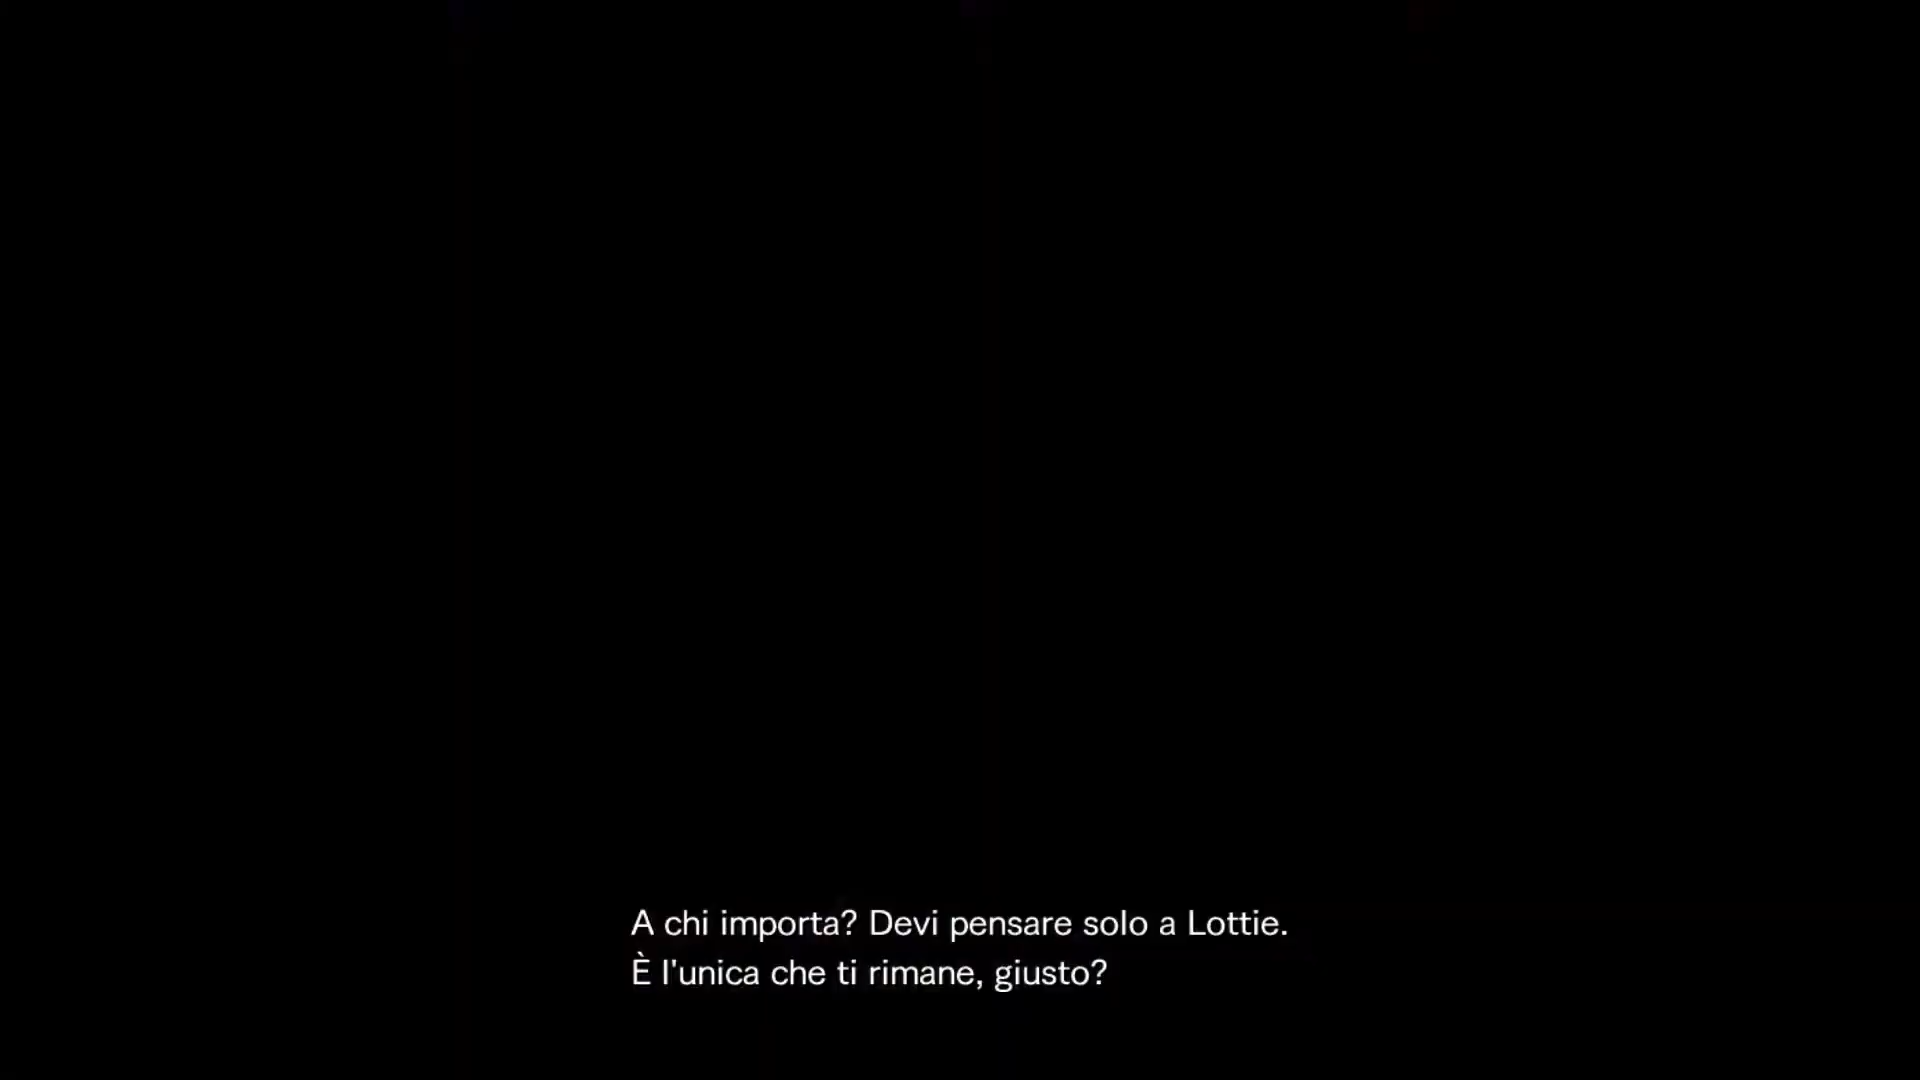 A chi importa? Devi pensare solo a Lottie.
È l'unica che ti rimane, giusto?